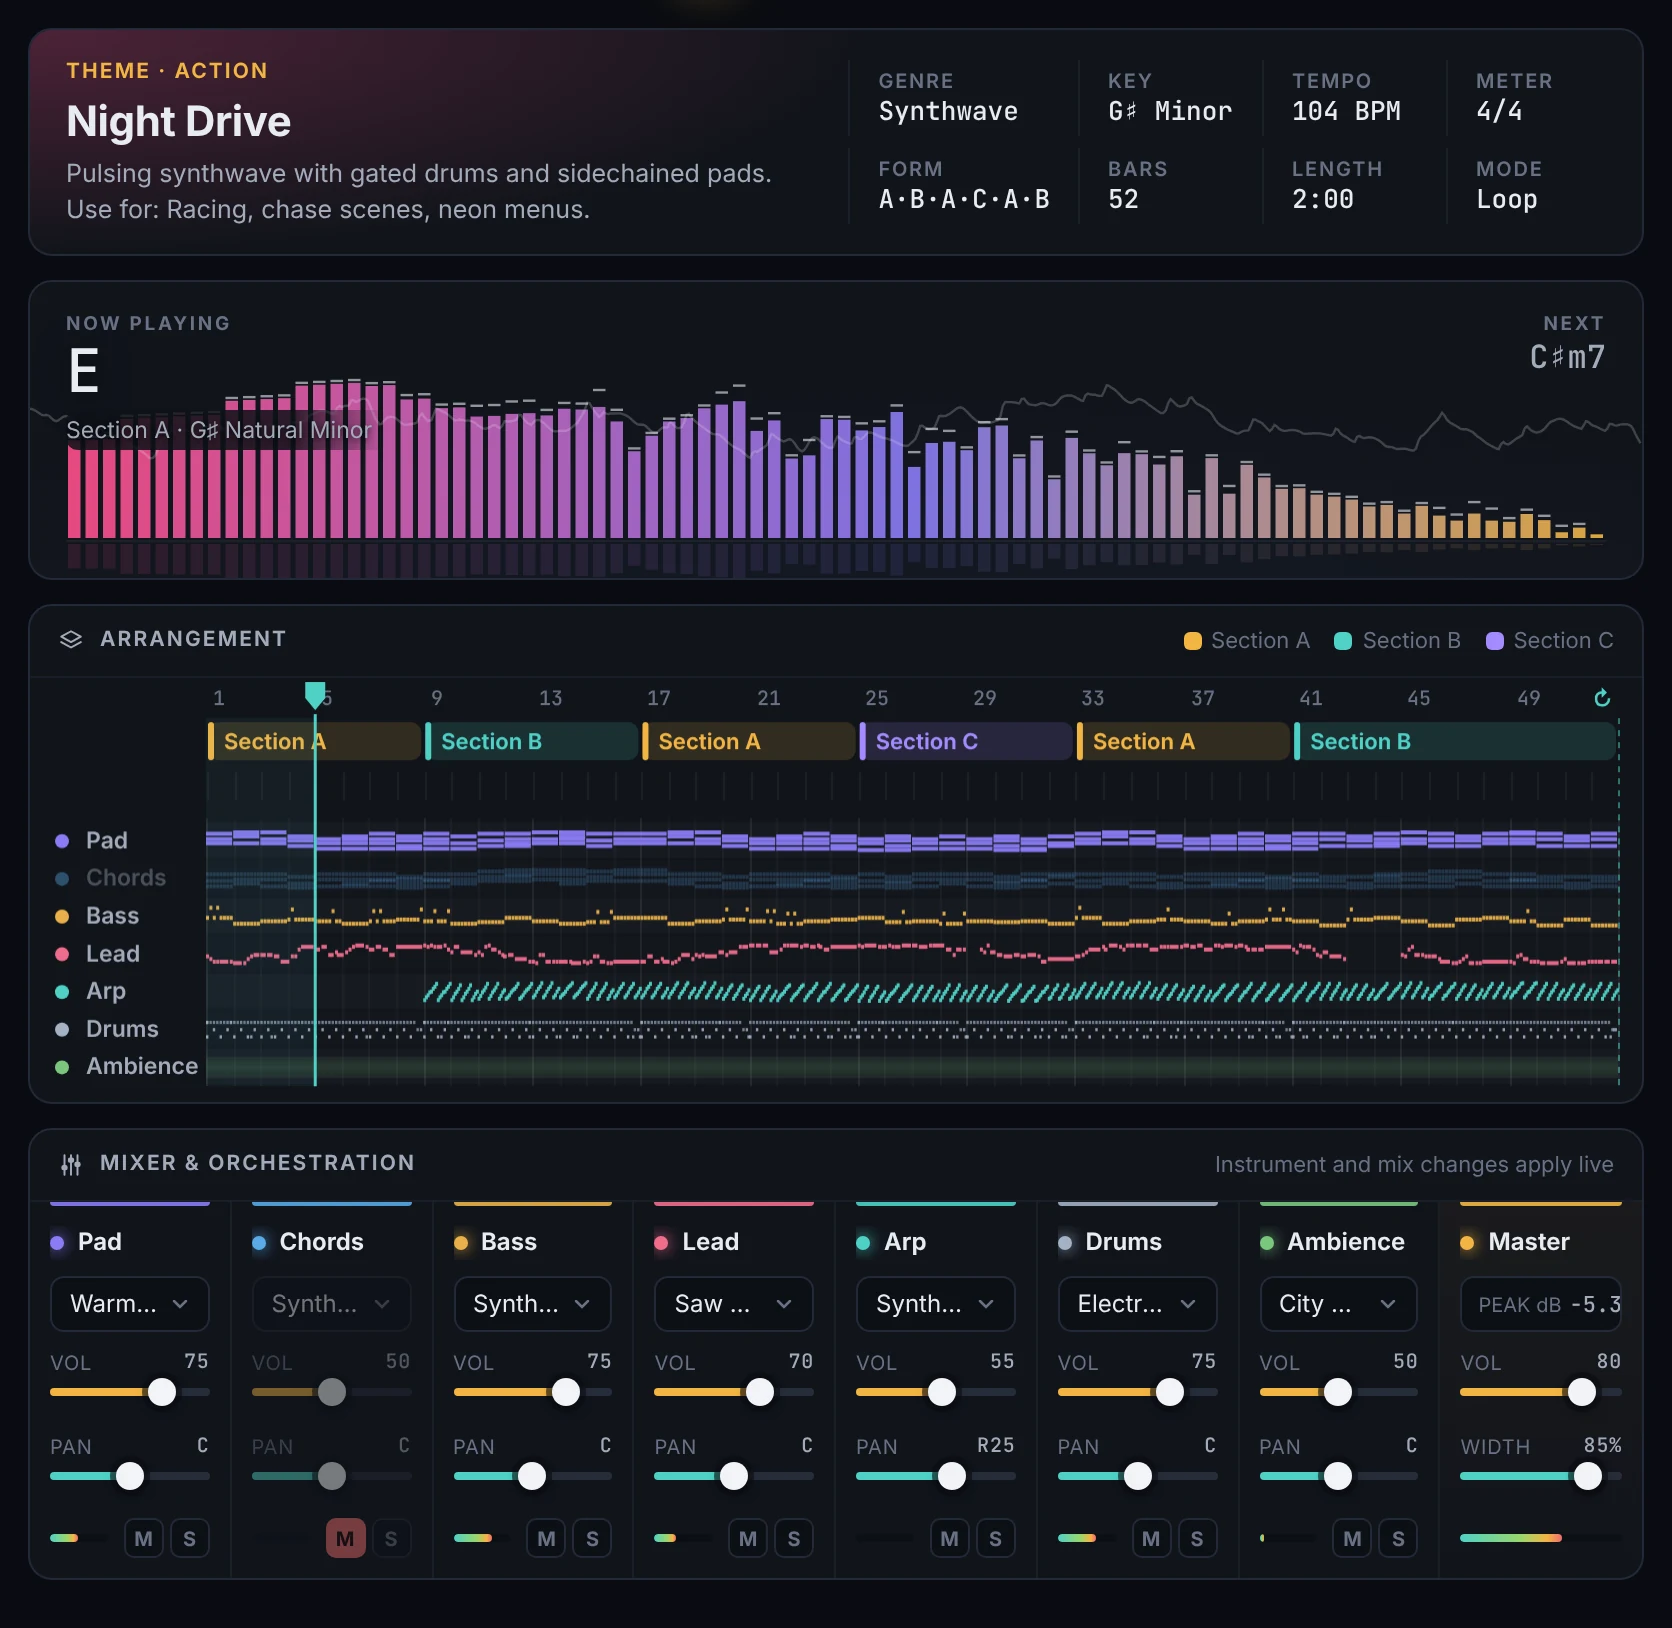 THEME · ACTION
Night Drive
Pulsing synthwave with gated drums and sidechained pads.
Use for: Racing, chase scenes, neon menus.
GENRE KEY TEMPO METER
Synthwave G♯ Minor 104 BPM 4/4
FORM BARS LENGTH MODE
A·B·A·C·A·B 52 2:00 Loop
NOW PLAYING NEXT
E C♯m7
Section A · G♯ Natural Minor
ARRANGEMENT Section A Section B Section C
1 5 9 13 17 21 25 29 33 37 41 45 49
Section A Section B Section A Section C Section A Section B
Pad
Chords
Bass
Lead
Arp
Drums
Ambience
MIXER & ORCHESTRATION Instrument and mix changes apply live
Pad Chords Bass Lead Arp Drums Ambience Master
Warm... Synth... Synth... Saw ... Synth... Electr... City ... PEAK dB -5.3
VOL 75 VOL 50 VOL 75 VOL 70 VOL 55 VOL 75 VOL 50 VOL 80
PAN C PAN C PAN C PAN C PAN R25 PAN C PAN C WIDTH 85%
M S M S M S M S M S M S M S